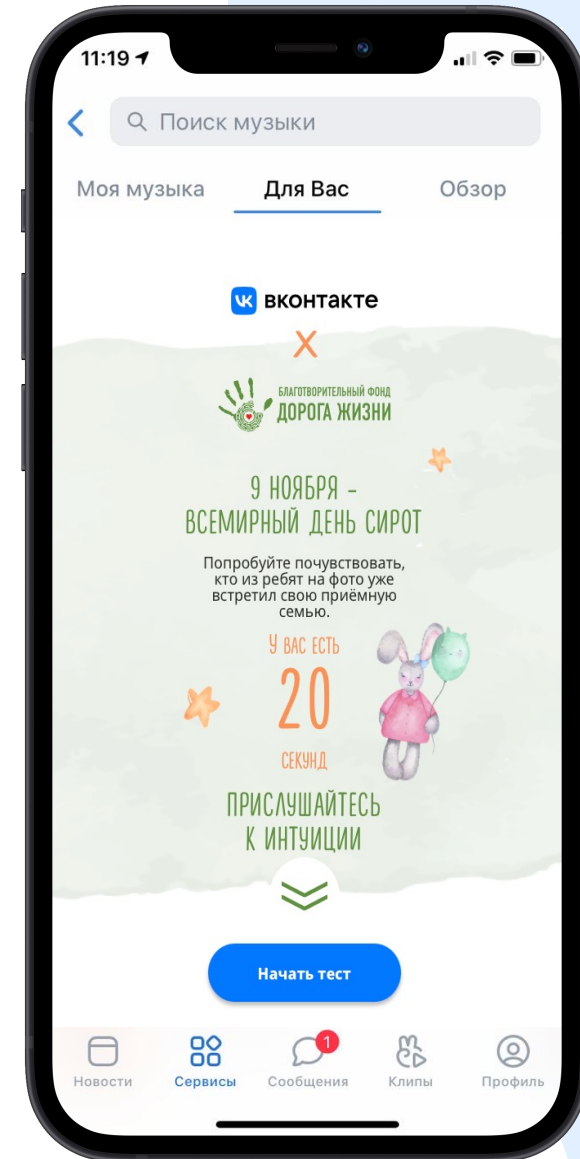 11:19
Поиск музыки
Моя музыка Для Вас Обзор
вконтакте
X
БЛАГОТВОРИТЕЛЬНЫЙ ФОНД
ДОРОГА ЖИЗНИ
9 НОЯБРЯ –
ВСЕМИРНЫЙ ДЕНЬ СИРОТ
Попробуйте почувствовать,
кто из ребят на фото уже
встретил свою приёмную
семью.
У ВАС ЕСТЬ
20
СЕКУНД
ПРИСЛУШАЙТЕСЬ
К ИНТУИЦИИ
Начать тест
1
Новости Сервисы Сообщения Клипы Профиль